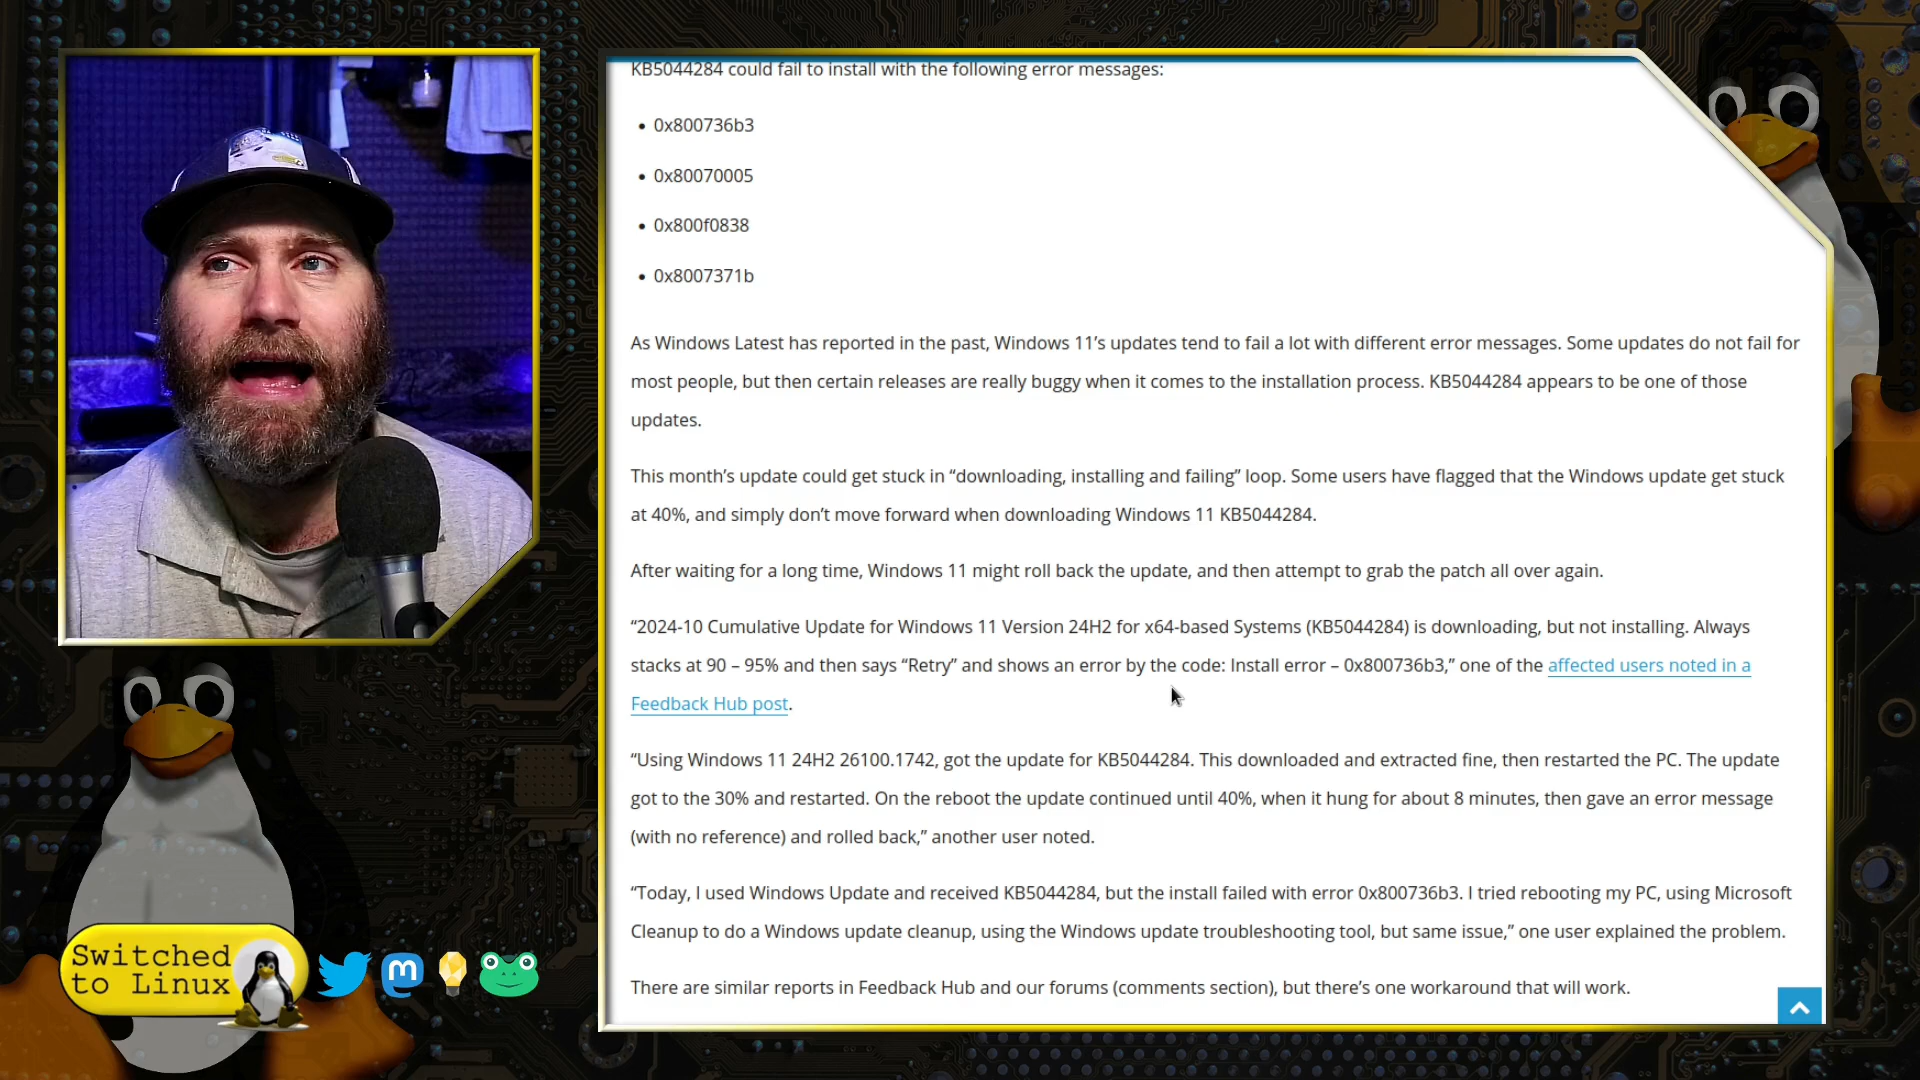 KB5044284 could fail to install with the following error messages:
• 0x800736b3
• 0x80070005
• 0x800f0838
• 0x8007371b
As Windows Latest has reported in the past, Windows 11’s updates tend to fail a lot with different error messages. Some updates do not fail for
most people, but then certain releases are really buggy when it comes to the installation process. KB5044284 appears to be one of those
updates.
This month’s update could get stuck in “downloading, installing and failing” loop. Some users have flagged that the Windows update get stuck
at 40%, and simply don’t move forward when downloading Windows 11 KB5044284.
After waiting for a long time, Windows 11 might roll back the update, and then attempt to grab the patch all over again.
“2024-10 Cumulative Update for Windows 11 Version 24H2 for x64-based Systems (KB5044284) is downloading, but not installing. Always
stacks at 90 – 95% and then says “Retry” and shows an error by the code: Install error – 0x800736b3,” one of the affected users noted in a
Feedback Hub post.
“Using Windows 11 24H2 26100.1742, got the update for KB5044284. This downloaded and extracted fine, then restarted the PC. The update
got to the 30% and restarted. On the reboot the update continued until 40%, when it hung for about 8 minutes, then gave an error message
(with no reference) and rolled back,” another user noted.
“Today, I used Windows Update and received KB5044284, but the install failed with error 0x800736b3. I tried rebooting my PC, using Microsoft
Cleanup to do a Windows update cleanup, using the Windows update troubleshooting tool, but same issue,” one user explained the problem.
There are similar reports in Feedback Hub and our forums (comments section), but there’s one workaround that will work.
Switched
to Linux
m